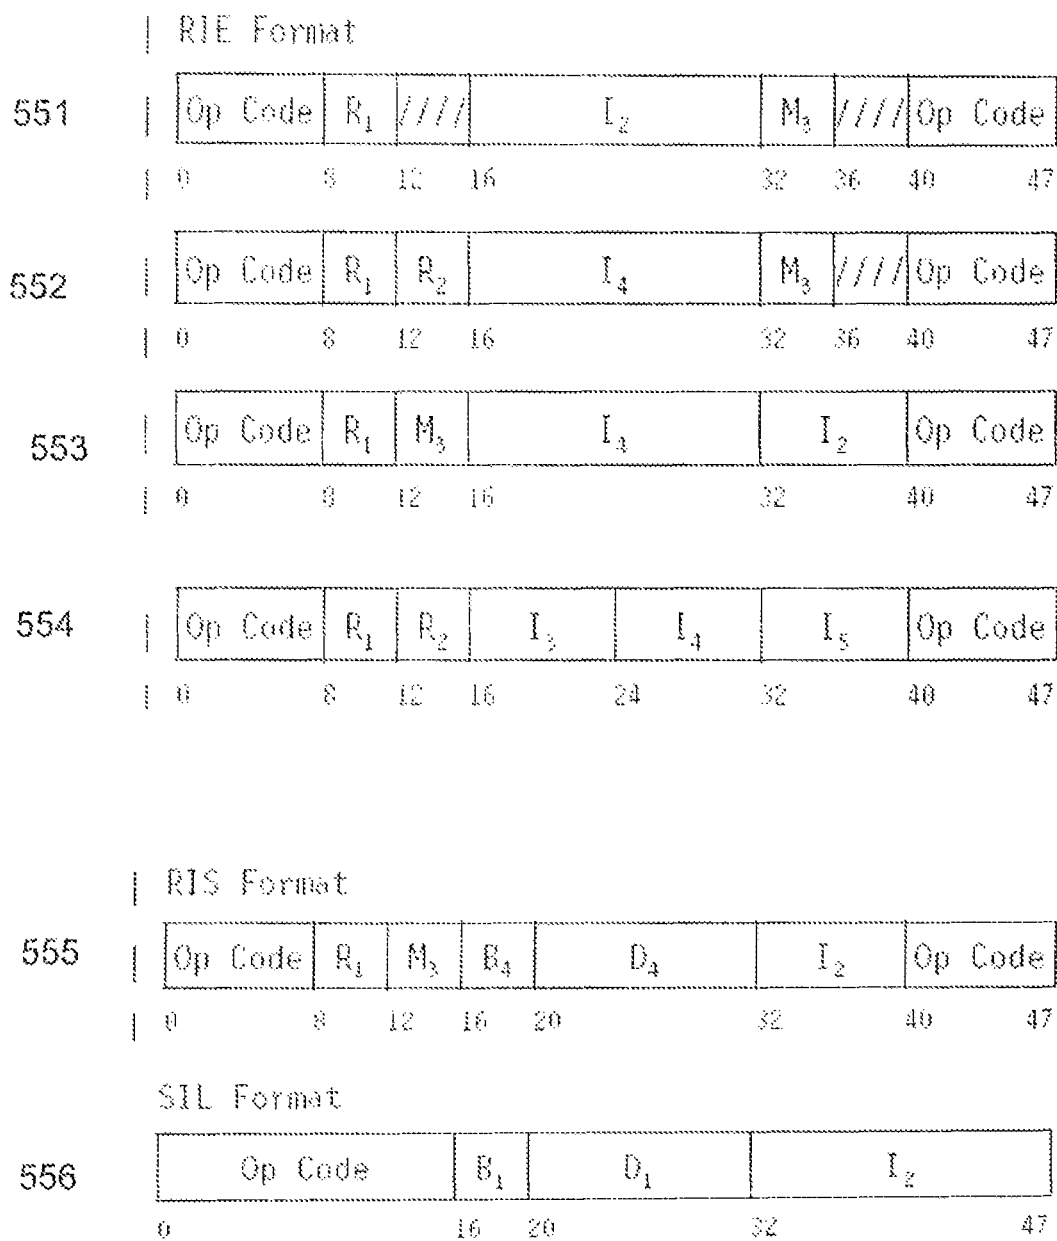 | RIE Format
551 | Op Code R₁ //// I₂ M₃ //// Op Code
| 0 8 12 16 32 36 40 47
552 | Op Code R₁ R₂ I₄ M₃ //// Op Code
| 0 8 12 16 32 36 40 47
553 | Op Code R₁ M₃ I₄ I₂ Op Code
| 0 8 12 16 32 40 47
554 | Op Code R₁ R₂ I₃ I₄ I₅ Op Code
| 0 8 12 16 24 32 40 47
| RIS Format
555 | Op Code R₁ M₃ B₄ D₄ I₂ Op Code
| 0 8 12 16 20 32 40 47
SIL Format
556 Op Code B₁ D₁ I₂
0 16 20 32 47